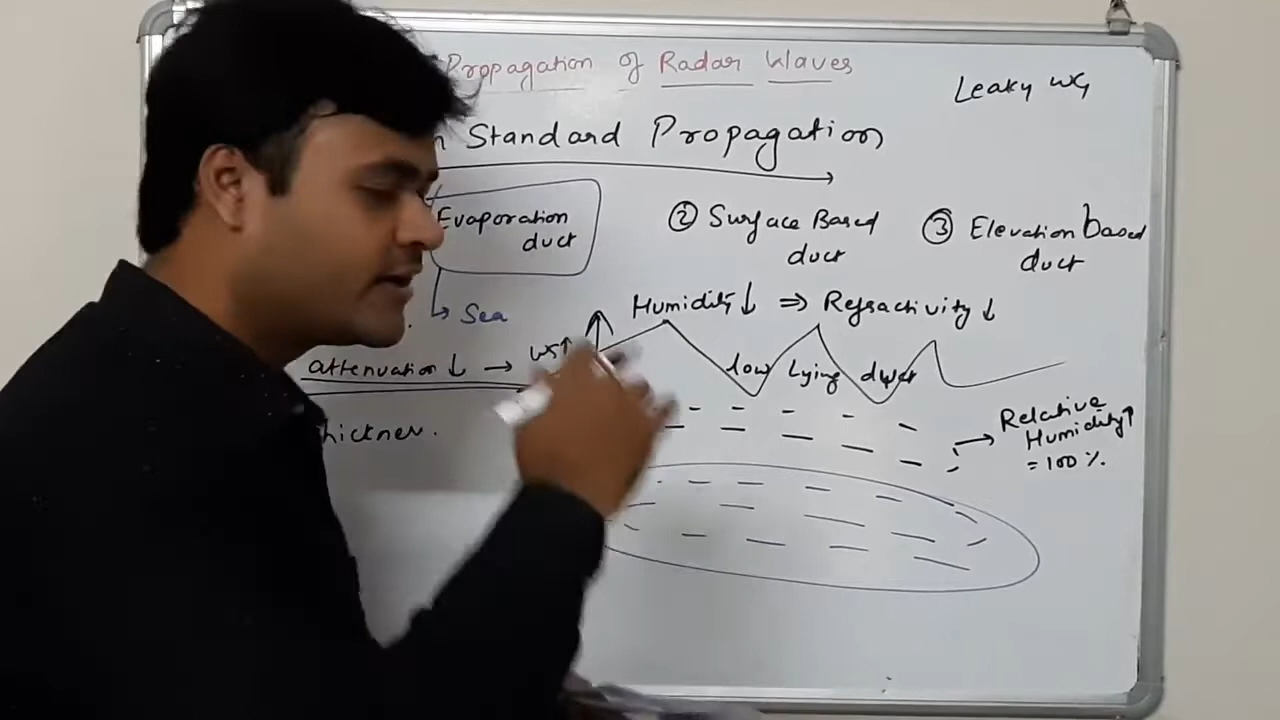 Propagation of Radar Waves
Leaky WG
n Standard Propagation
Evaporation
duct
② Surface Based
duct
③ Elevation based
duct
Sea
Humidity ↓ ⇒ Refractivity ↓
attenuation ↓ →
low Lying duct
Relative
Humidity ↑
= 100 %.
hickner.